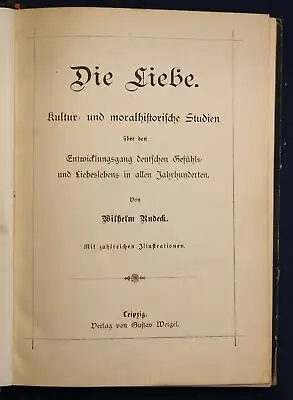 Die Liebe.
Kultur- und moralhistorische Studien
über den
Entwicklungsgang deutschen Gefühls-
und Liebeslebens in allen Jahrhunderten.
Von
Wilhelm Rudeck.
Mit zahlreichen Illustrationen.
Leipzig.
Verlag von Gustav Weigel.